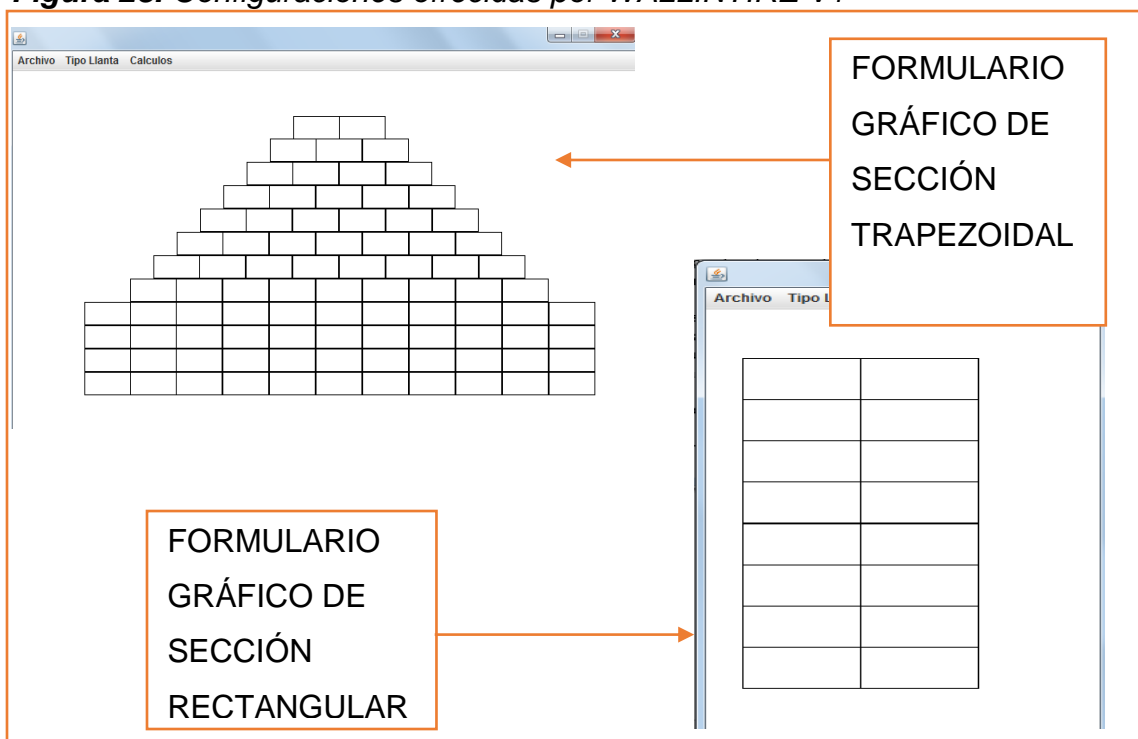 Archivo Tipo Llanta Calculos
FORMULARIO
GRÁFICO DE
SECCIÓN
TRAPEZOIDAL
Archivo Tipo
FORMULARIO
GRÁFICO DE
SECCIÓN
RECTANGULAR